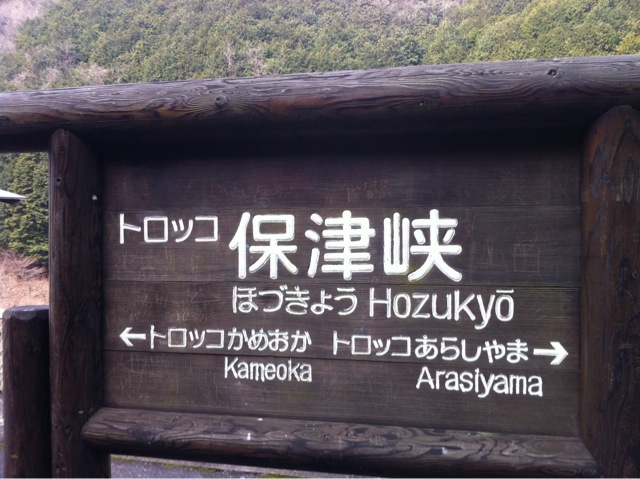 トロッコ 保津峡
ほづきょう Hozukyō
←トロッコかめおか トロッコあらしやま→
Kameoka Arasiyama